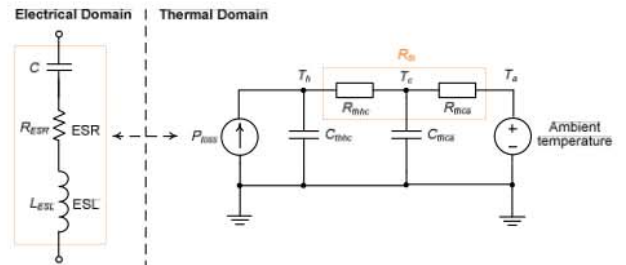 Electrical Domain
Thermal Domain
C
R_ESR
ESR
L_ESL
ESL
P_loss
T_h
R_th
T_c
T_a
R_thhc
R_thca
C_thhc
C_thca
+
−
Ambient
temperature